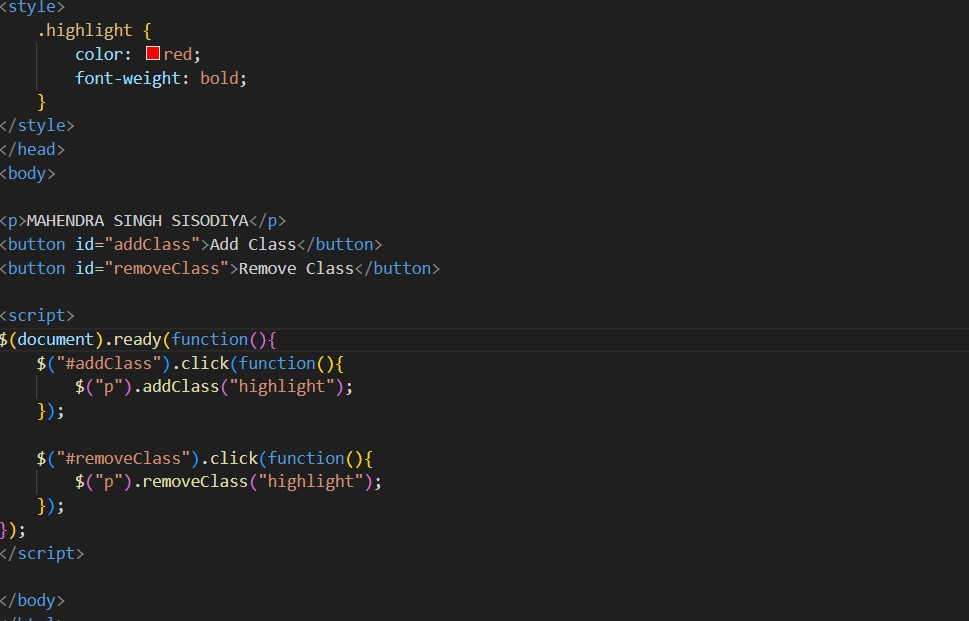 <style>
.highlight {
color: red;
font-weight: bold;
}
</style>
</head>
<body>
<p>MAHENDRA SINGH SISODIYA</p>
<button id="addClass">Add Class</button>
<button id="removeClass">Remove Class</button>
<script>
$(document).ready(function(){
$("#addClass").click(function(){
$("p").addClass("highlight");
});
$("#removeClass").click(function(){
$("p").removeClass("highlight");
});
});
</script>
</body>